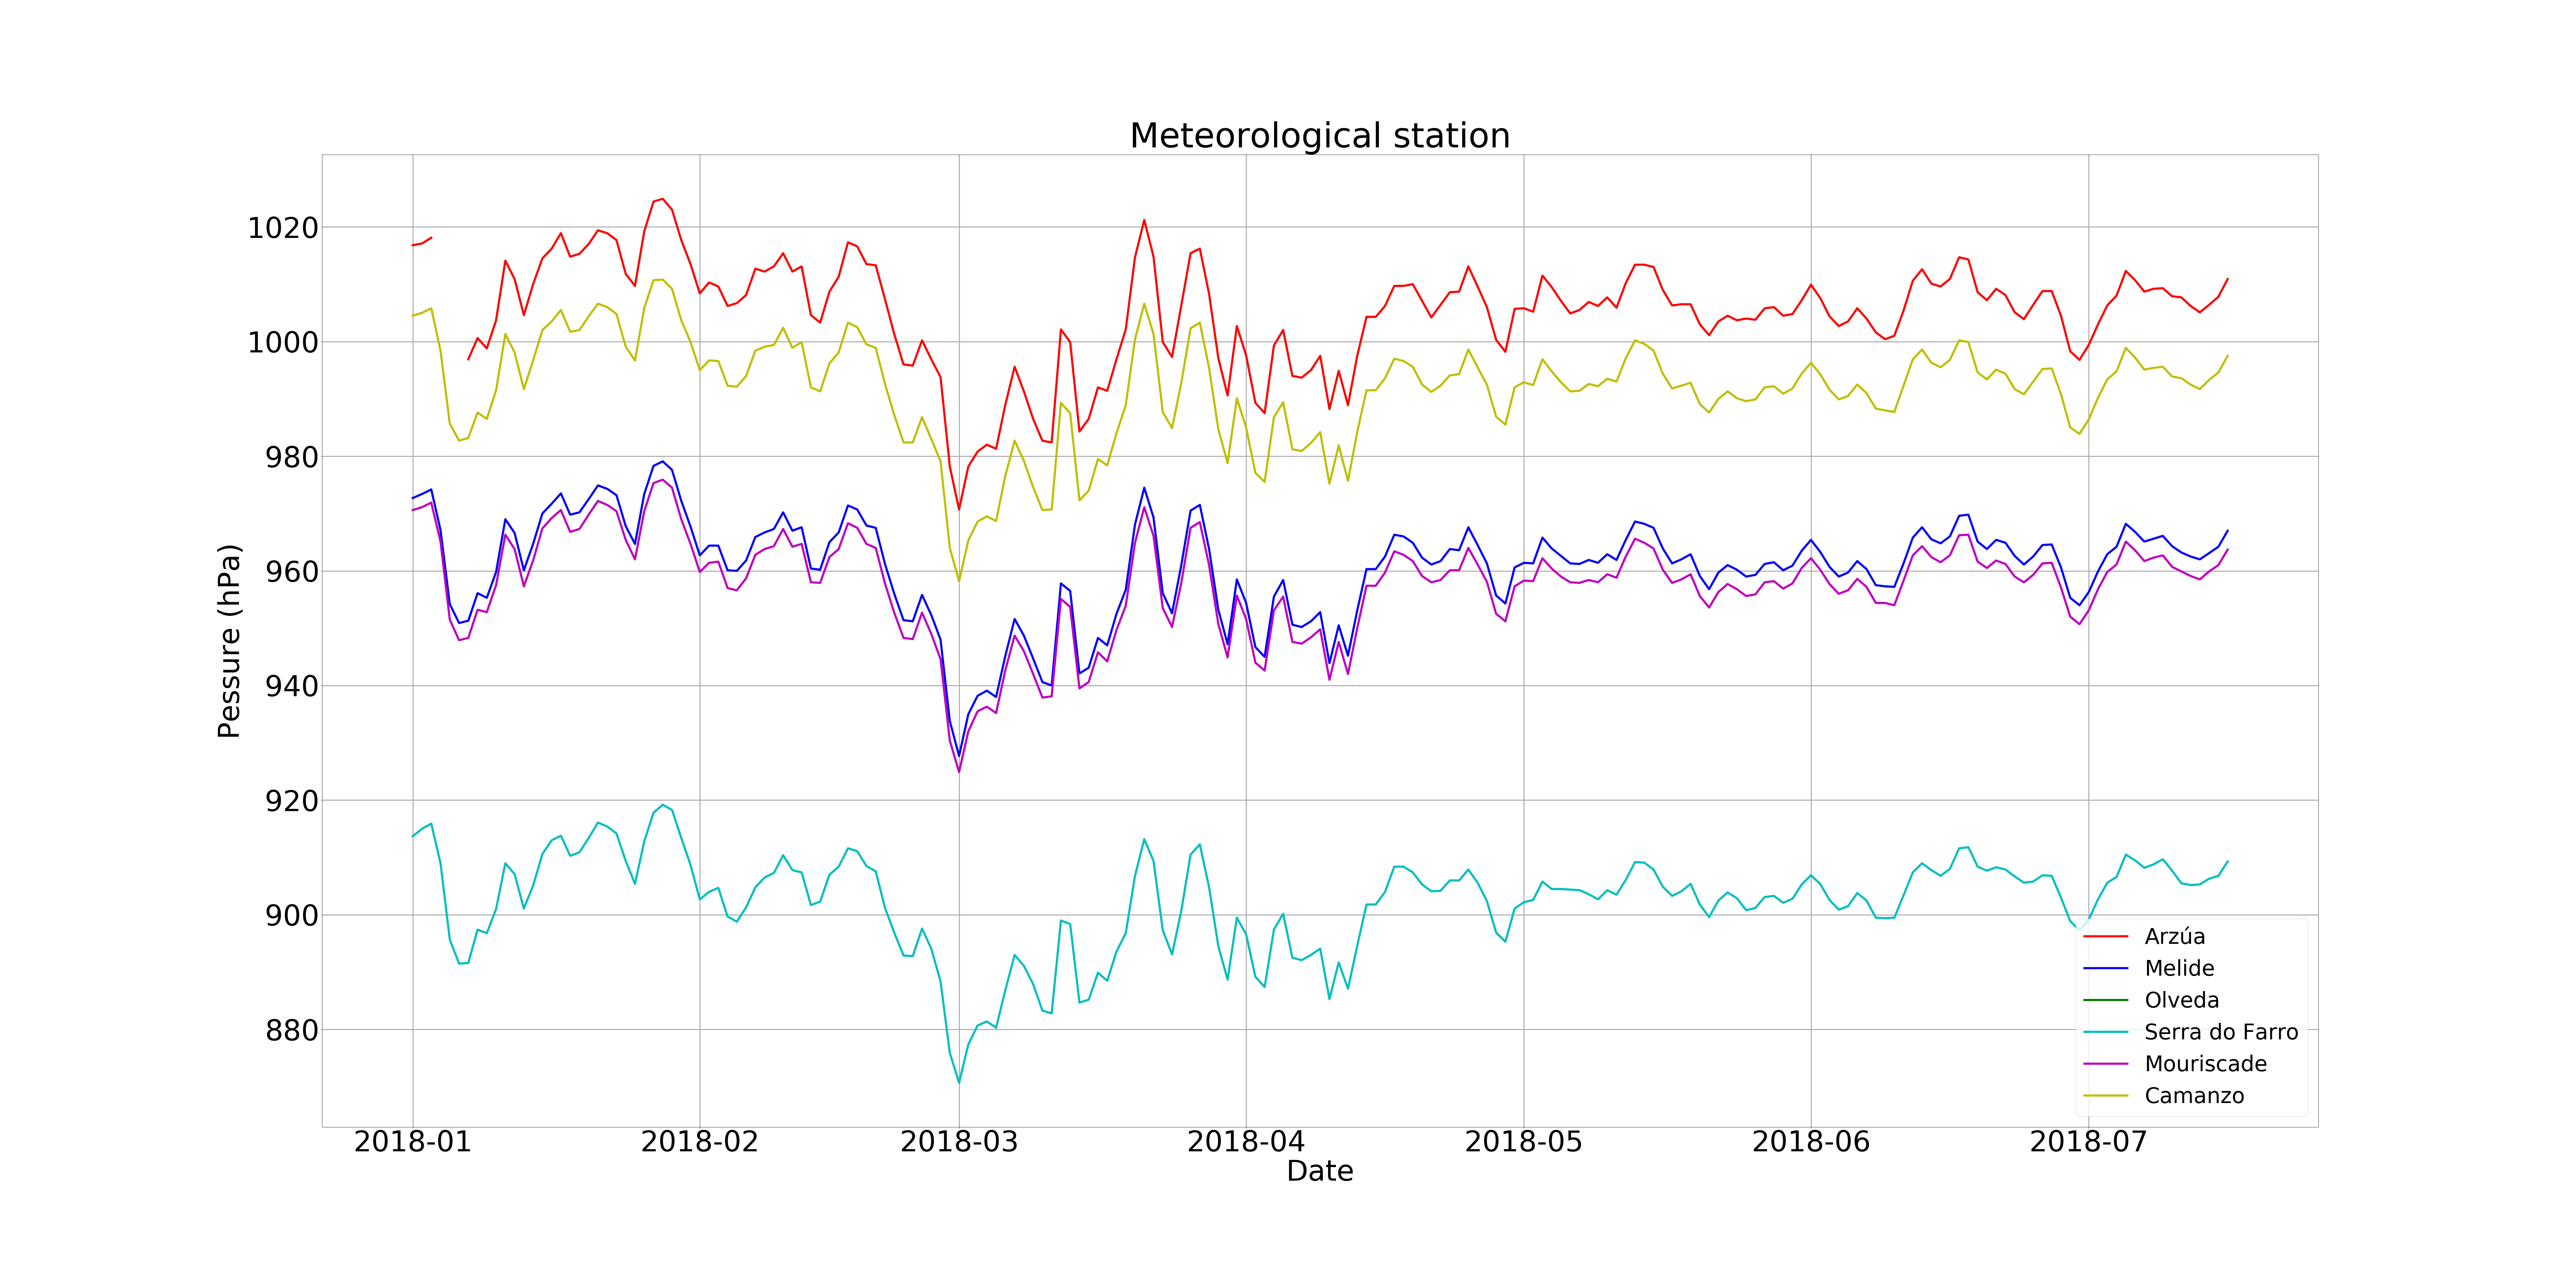 Meteorological station
Pessure (hPa)
1020
1000
980
960
940
920
900
880
2018-01 2018-02 2018-03 2018-04 2018-05 2018-06 2018-07
Date
Arzúa
Melide
Olveda
Serra do Farro
Mouriscade
Camanzo